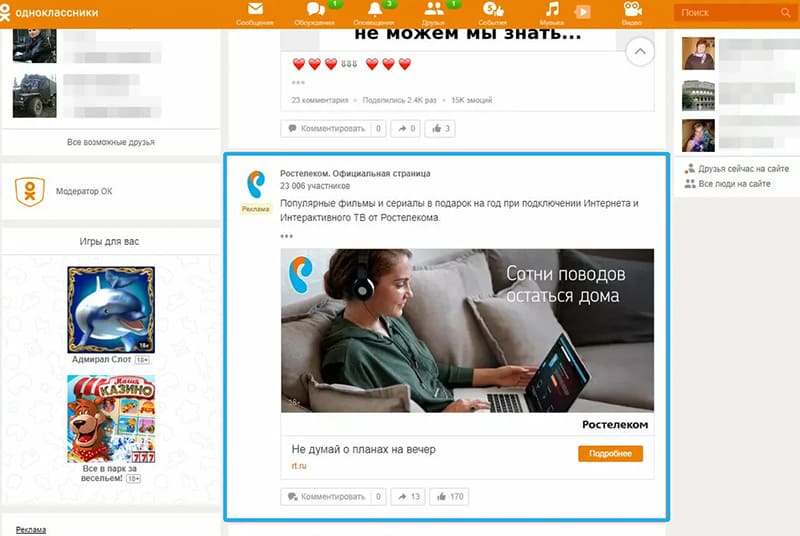 одноклассники
Сообщения
Обсуждения
1
Оповещения
3
Друзья
1
События
5
Музыка
Видео
Поиск
не можем мы знать...
23 комментария • Поделились 2.4K раз • 15K эмоций
Комментировать 0
0
3
Все возможные друзья
Модератор ОК
Игры для вас
Адмирал Слот 18+
Маша
КАЗИНО
777
Все в парк за
весельем! 18+
Реклама
Ростелеком. Официальная страница
23 006 участников
Реклама
Популярные фильмы и сериалы в подарок на год при подключении Интернета и
Интерактивного ТВ от Ростелекома.
Сотни поводов
остаться дома
18+
Ростелеком
Не думай о планах на вечер
rt.ru
Подробнее
Комментировать 0
13
170
Друзья сейчас на сайте
Все люди на сайте